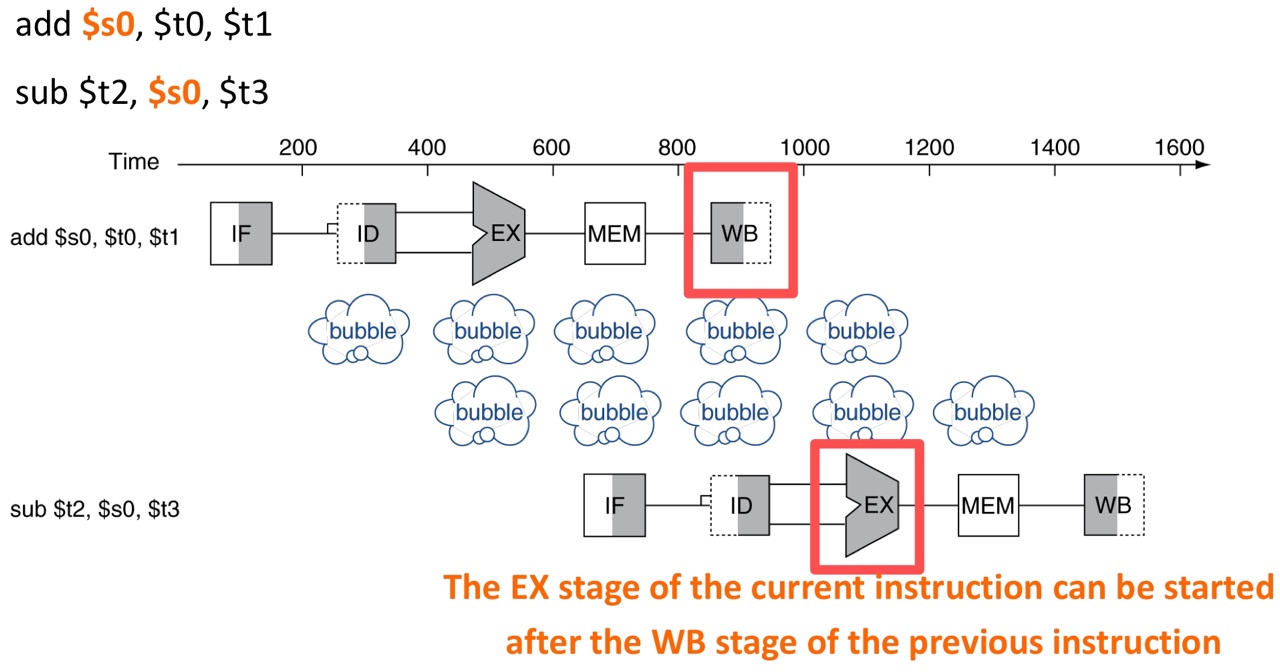 add $s0, $t0, $t1
sub $t2, $s0, $t3
Time 200 400 600 800 1000 1200 1400 1600
add $s0, $t0, $t1 IF ID EX MEM WB
bubble bubble bubble bubble bubble
bubble bubble bubble bubble bubble
sub $t2, $s0, $t3 IF ID EX MEM WB
The EX stage of the current instruction can be started
after the WB stage of the previous instruction